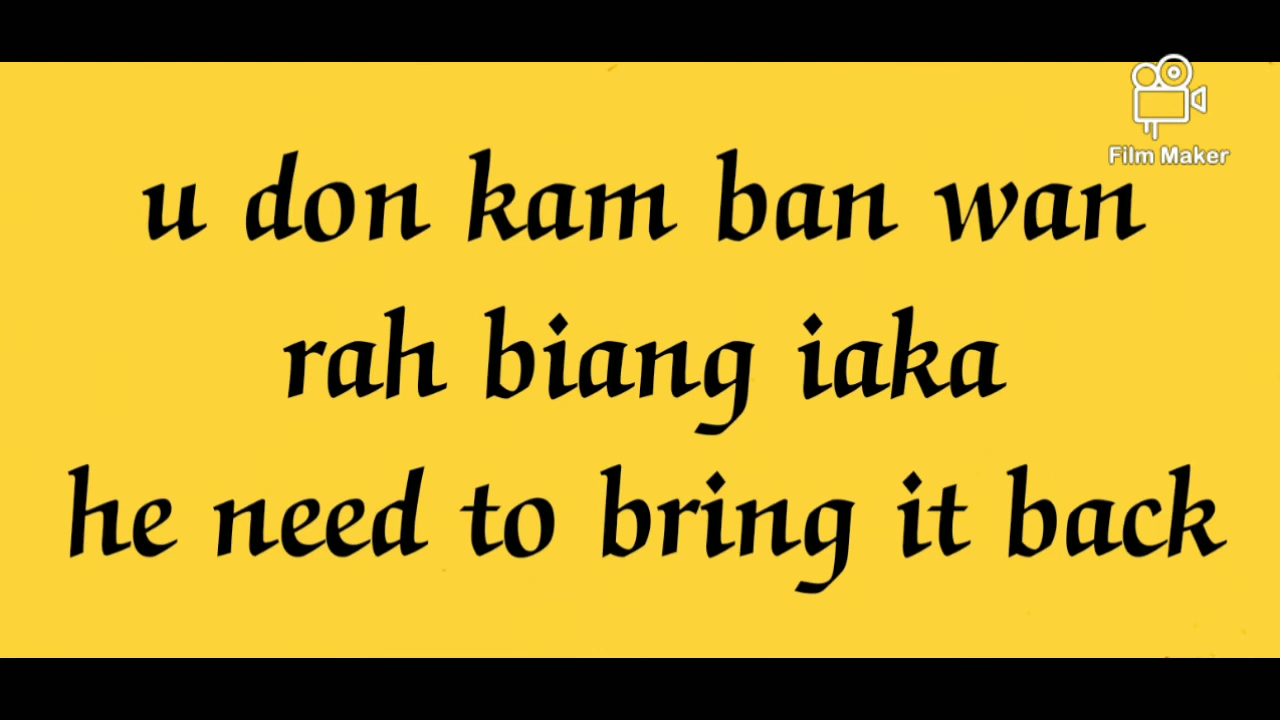 Film Maker
u don kam ban wan
rah biang iaka
he need to bring it back